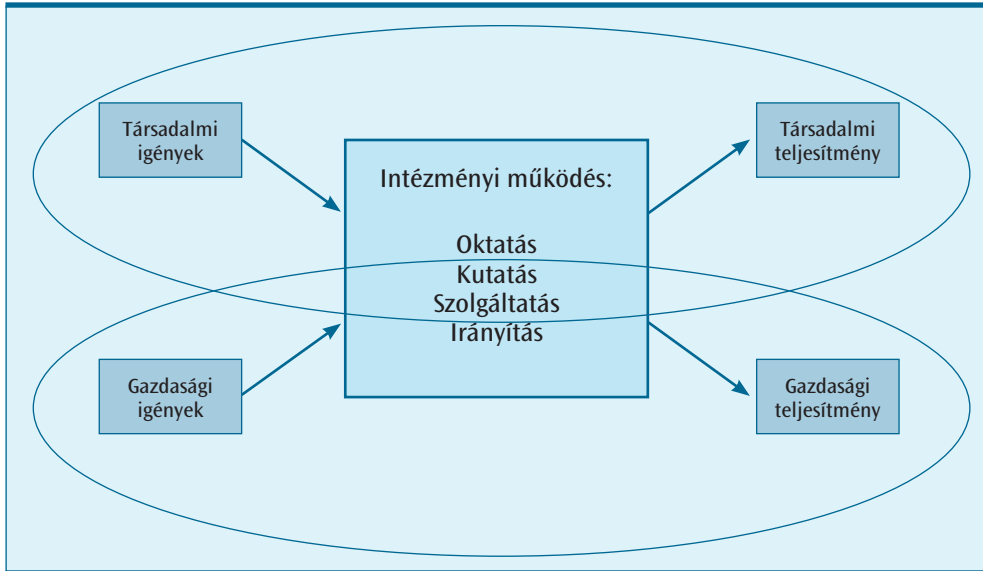 Társadalmi
igények
Társadalmi
teljesítmény
Intézményi működés:
Oktatás
Kutatás
Szolgáltatás
Irányítás
Gazdasági
igények
Gazdasági
teljesítmény